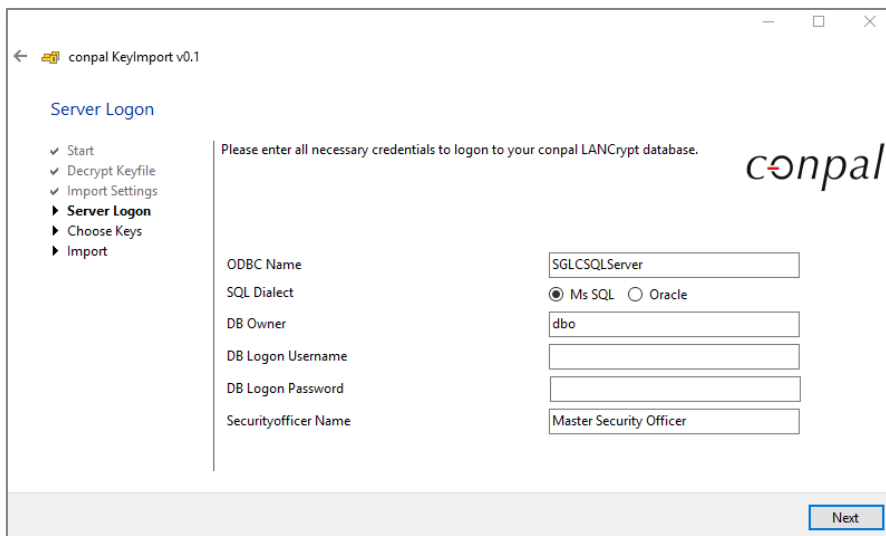 conpal KeyImport v0.1
Server Logon
Start
Decrypt Keyfile
Import Settings
Server Logon
Choose Keys
Import
Please enter all necessary credentials to logon to your conpal LANCrypt database.
conpal
ODBC Name
SGLCSQLServer
SQL Dialect
Ms SQL
Oracle
DB Owner
dbo
DB Logon Username
DB Logon Password
Securityofficer Name
Master Security Officer
Next